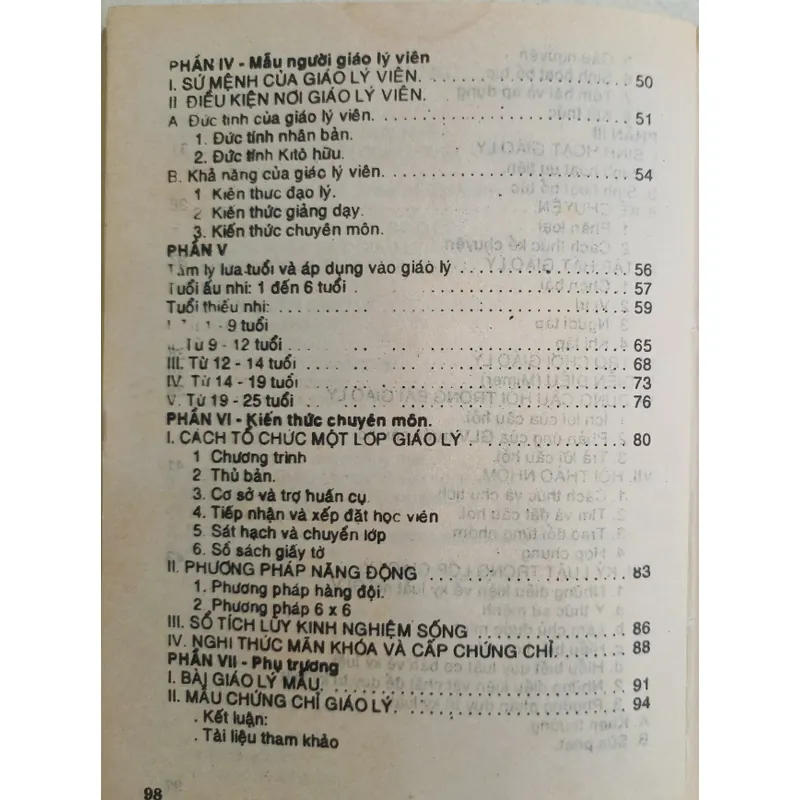 PHẦN IV - Mẫu người giáo lý viên
I. SỨ MỆNH CỦA GIÁO LÝ VIÊN. 50
II ĐIỀU KIỆN NƠI GIÁO LÝ VIÊN.
A Đức tính của giáo lý viên. 51
1. Đức tính nhân bản.
2. Đức tính Kitô hữu.
B. Khả năng của giáo lý viên. 54
1 Kiến thưc đạo lý.
2 Kiến thức giảng dạy.
3. Kiến thức chuyên môn.
PHẦN V
Tâm lý lứa tuổi và áp dụng vào giáo lý 56
Tuổi ấu nhi: 1 đến 6 tuổi 57
Tuổi thiếu nhi: 59
- 9 tuổi
Từ 9 - 12 tuổi 65
III. Từ 12 - 14 tuổi 68
IV. Từ 14 - 19 tuổi 73
V. Từ 19 - 25 tuổi 76
PHẦN VI - Kiến thức chuyên môn.
I. CÁCH TỔ CHỨC MỘT LỚP GIÁO LÝ 80
1 Chương trình
2. Thủ bản.
3. Cơ sở và trợ huấn cụ.
4. Tiếp nhận và xếp đặt học viên
5. Sát hạch và chuyển lớp
6. Sổ sách giấy tờ
II. PHƯƠNG PHÁP NĂNG ĐỘNG 83
1. Phương pháp hàng đội.
2 Phương pháp 6 x 6
III. SỔ TÍCH LŨY KINH NGHIỆM SỐNG 86
IV. NGHI THỨC MÃN KHÓA VÀ CẤP CHỨNG CHỈ. 88
PHẦN VII - Phụ trương
I. BÀI GIÁO LÝ MẪU. 91
II. MẪU CHỨNG CHỈ GIÁO LÝ. 94
. Kết luận:
. Tài liệu tham khảo
98